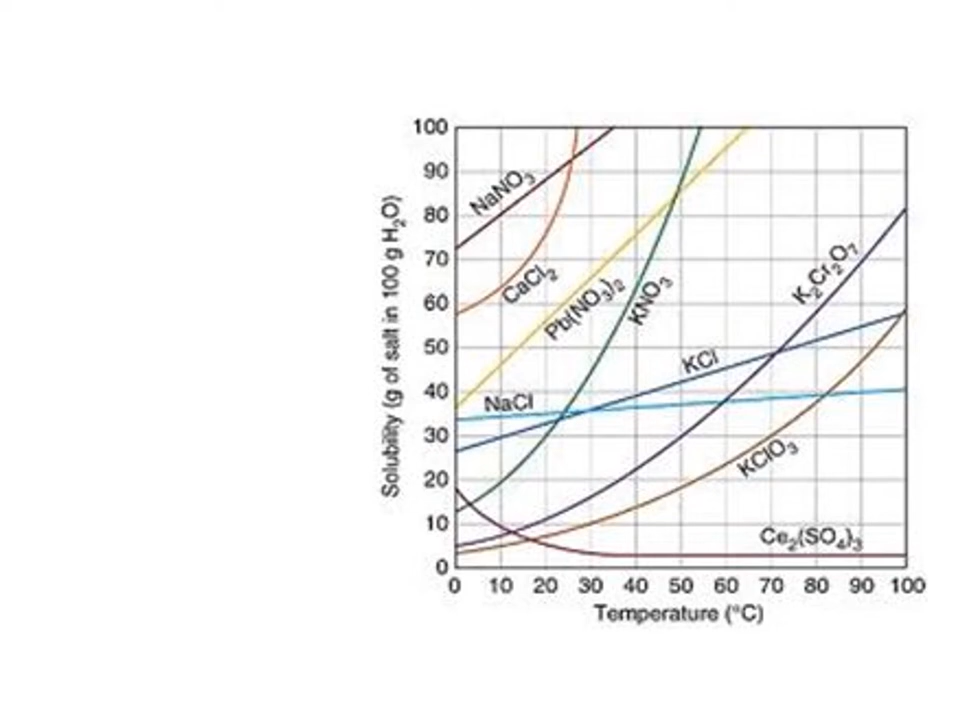 Solubility (g of salt in 100 g H₂O)
100
90
80
70
60
50
40
30
20
10
0
NaNO₃
CaCl₂
Pb(NO₃)₂
KNO₃
K₂Cr₂O₇
KCl
NaCl
KClO₃
Ce₂(SO₄)₃
0 10 20 30 40 50 60 70 80 90 100
Temperature (°C)